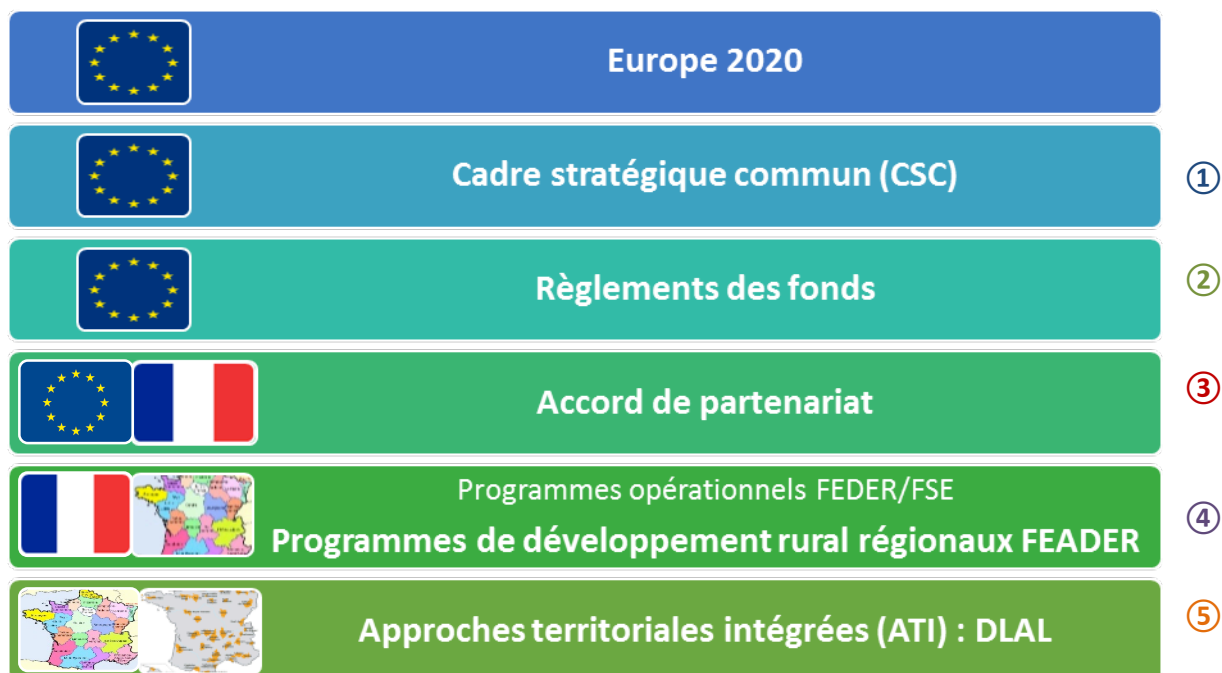 Europe 2020
Cadre stratégique commun (CSC)
①
Règlements des fonds
②
Accord de partenariat
③
Programmes opérationnels FEDER/FSE
Programmes de développement rural régionaux FEADER
④
Approches territoriales intégrées (ATI) : DLAL
⑤